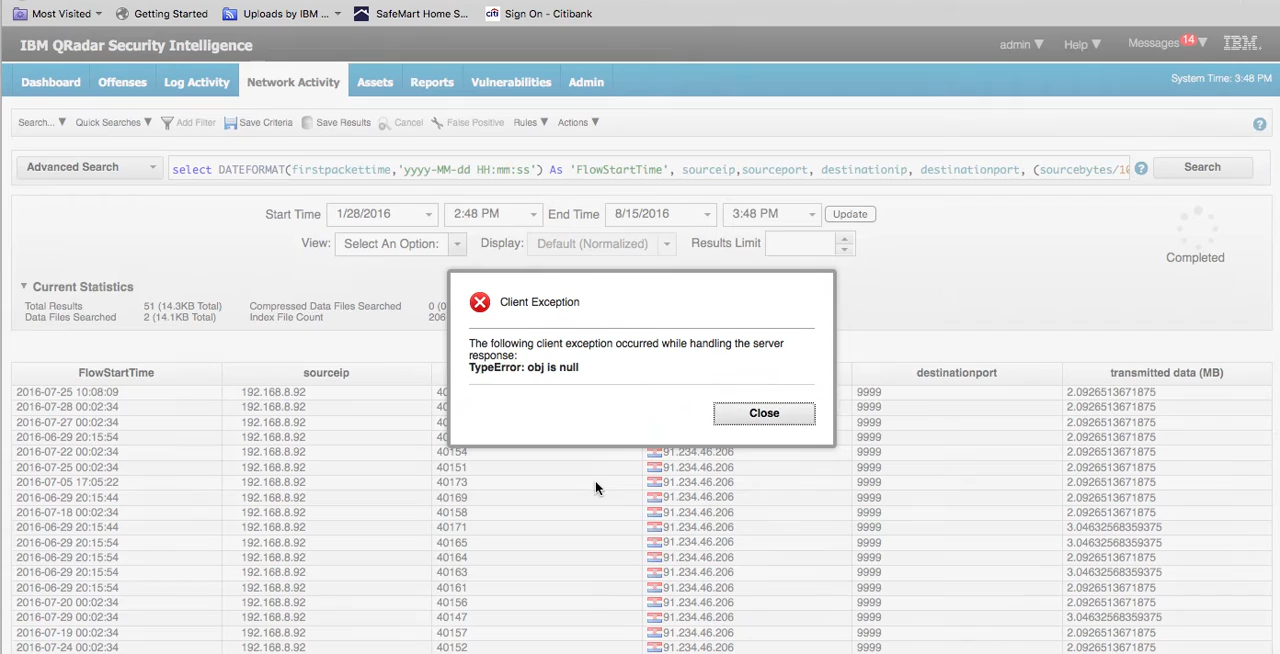 Most Visited Getting Started Uploads by IBM ... SafeMart Home S... citi Sign On - Citibank
IBM QRadar Security Intelligence admin Help Messages 14 IBM.
Dashboard Offenses Log Activity Network Activity Assets Reports Vulnerabilities Admin System Time: 3:48 PM
Search... Quick Searches Add Filter Save Criteria Save Results Cancel False Positive Rules Actions ?
Advanced Search select DATEFORMAT(firstpackettime,'yyyy-MM-dd HH:mm:ss') As 'FlowStartTime', sourceip,sourceport, destinationip, destinationport, (sourcebytes/10 ? Search
Start Time 1/28/2016 2:48 PM End Time 8/15/2016 3:48 PM Update
View: Select An Option: Display: Default (Normalized) Results Limit
Completed
Current Statistics
Total Results 51 (14.3KB Total) Compressed Data Files Searched 0 (0
Data Files Searched 2 (14.1KB Total) Index File Count 206
Client Exception
The following client exception occurred while handling the server
response:
TypeError: obj is null
Close
FlowStartTime sourceip destinationport transmitted data (MB)
2016-07-25 10:08:09 192.168.8.92 9999 2.0926513671875
2016-07-28 00:02:34 192.168.8.92 9999 2.0926513671875
2016-07-27 00:02:34 192.168.8.92 9999 2.0926513671875
2016-06-29 20:15:54 192.168.8.92 9999 2.0926513671875
2016-07-22 00:02:34 192.168.8.92 40154 91.234.46.206 9999 2.0926513671875
2016-07-25 00:02:34 192.168.8.92 40151 91.234.46.206 9999 2.0926513671875
2016-07-05 17:05:22 192.168.8.92 40173 91.234.46.206 9999 2.0926513671875
2016-06-29 20:15:44 192.168.8.92 40169 91.234.46.206 9999 2.0926513671875
2016-07-18 00:02:34 192.168.8.92 40158 91.234.46.206 9999 2.0926513671875
2016-06-29 20:15:44 192.168.8.92 40171 91.234.46.206 9999 3.04632568359375
2016-06-29 20:15:54 192.168.8.92 40165 91.234.46.206 9999 2.0926513671875
2016-06-29 20:15:54 192.168.8.92 40164 91.234.46.206 9999 2.0926513671875
2016-06-29 20:15:54 192.168.8.92 40163 91.234.46.206 9999 3.04632568359375
2016-06-29 20:15:54 192.168.8.92 40161 91.234.46.206 9999 2.0926513671875
2016-07-20 00:02:34 192.168.8.92 40156 91.234.46.206 9999 2.0926513671875
2016-07-29 00:02:34 192.168.8.92 40147 91.234.46.206 9999 3.04632568359375
2016-07-19 00:02:34 192.168.8.92 40157 91.234.46.206 9999 2.0926513671875
2016-07-24 00:02:34 192.168.8.92 40152 91.234.46.206 9999 2.0926513671875